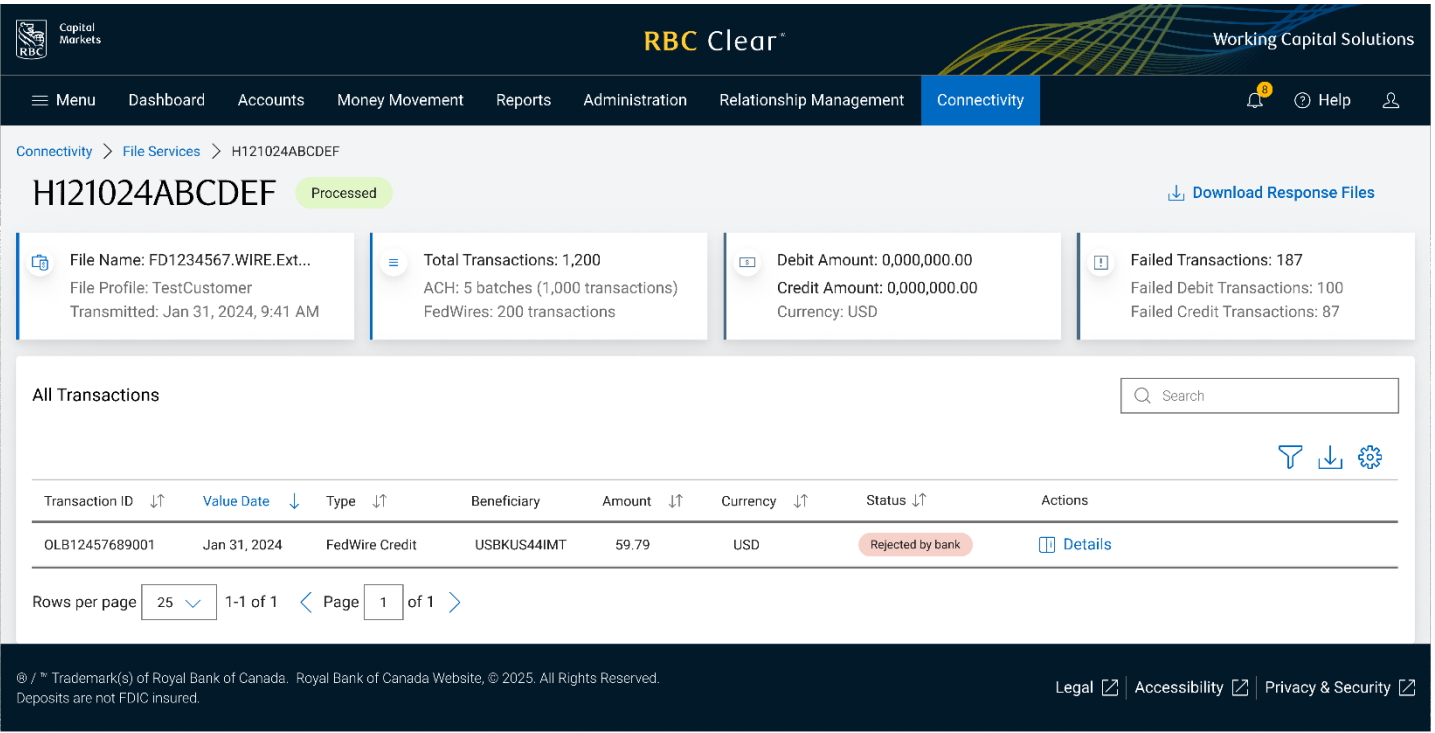 RBC
Capital
Markets
RBC Clear™
Working Capital Solutions
Menu Dashboard Accounts Money Movement Reports Administration Relationship Management Connectivity 8 Help
Connectivity > File Services > H121024ABCDEF
H121024ABCDEF Processed Download Response Files
File Name: FD1234567.WIRE.Ext...
File Profile: TestCustomer
Transmitted: Jan 31, 2024, 9:41 AM
Total Transactions: 1,200
ACH: 5 batches (1,000 transactions)
FedWires: 200 transactions
Debit Amount: 0,000,000.00
Credit Amount: 0,000,000.00
Currency: USD
Failed Transactions: 187
Failed Debit Transactions: 100
Failed Credit Transactions: 87
All Transactions Search
Transaction ID Value Date Type Beneficiary Amount Currency Status Actions
OLB12457689001 Jan 31, 2024 FedWire Credit USBKUS44IMT 59.79 USD Rejected by bank Details
Rows per page 25 1-1 of 1 Page 1 of 1
® / ™ Trademark(s) of Royal Bank of Canada. Royal Bank of Canada Website, © 2025. All Rights Reserved.
Deposits are not FDIC insured.
Legal Accessibility Privacy & Security